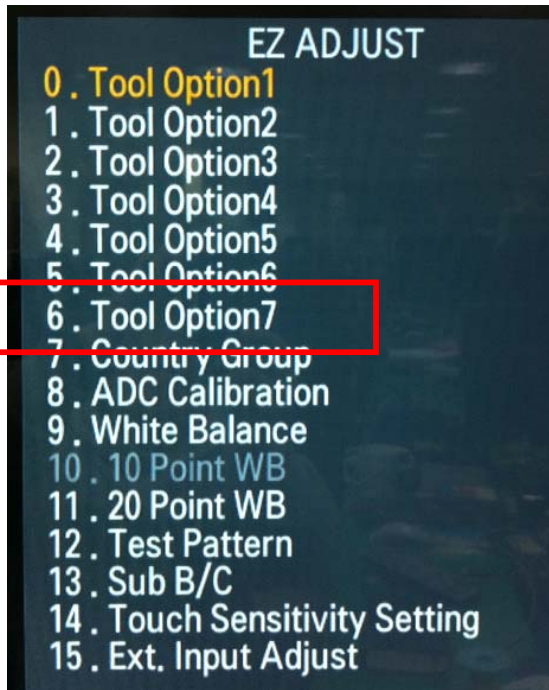 EZ ADJUST
0 . Tool Option1
1 . Tool Option2
2 . Tool Option3
3 . Tool Option4
4 . Tool Option5
5 . Tool Option6
6 . Tool Option7
7 . Country Group
8 . ADC Calibration
9 . White Balance
10 . 10 Point WB
11 . 20 Point WB
12 . Test Pattern
13 . Sub B/C
14 . Touch Sensitivity Setting
15 . Ext. Input Adjust